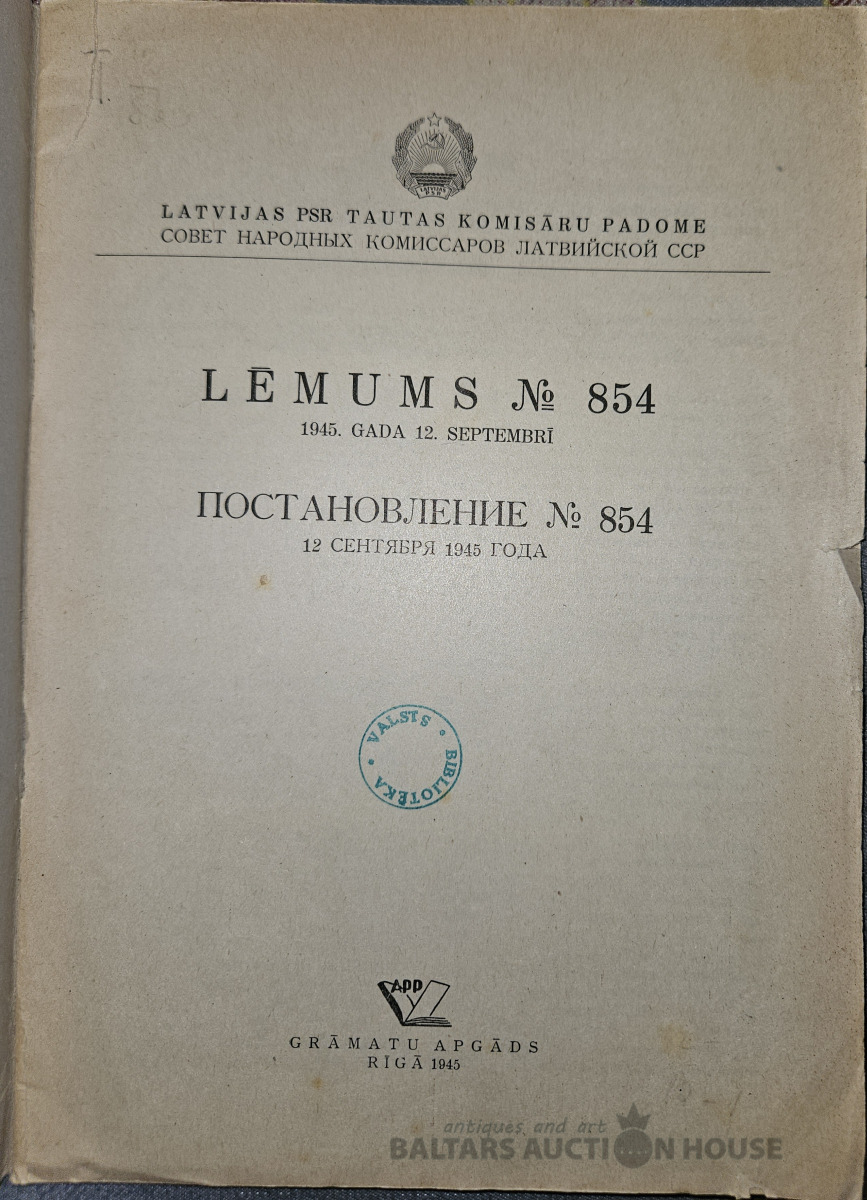 LATVIJAS PSR TAUTAS KOMISĀRU PADOME
СОВЕТ НАРОДНЫХ КОМИССАРОВ ЛАТВИЙСКОЙ ССР
LĒMUMS № 854
1945. GADA 12. SEPTEMBRĪ
ПОСТАНОВЛЕНИЕ № 854
12 СЕНТЯБРЯ 1945 ГОДА
VALSTS • BIBLIOTĒKA •
APP
GRĀMATU APGĀDS
RĪGĀ 1945
antiques and art
BALTARS AUCTION HOUSE